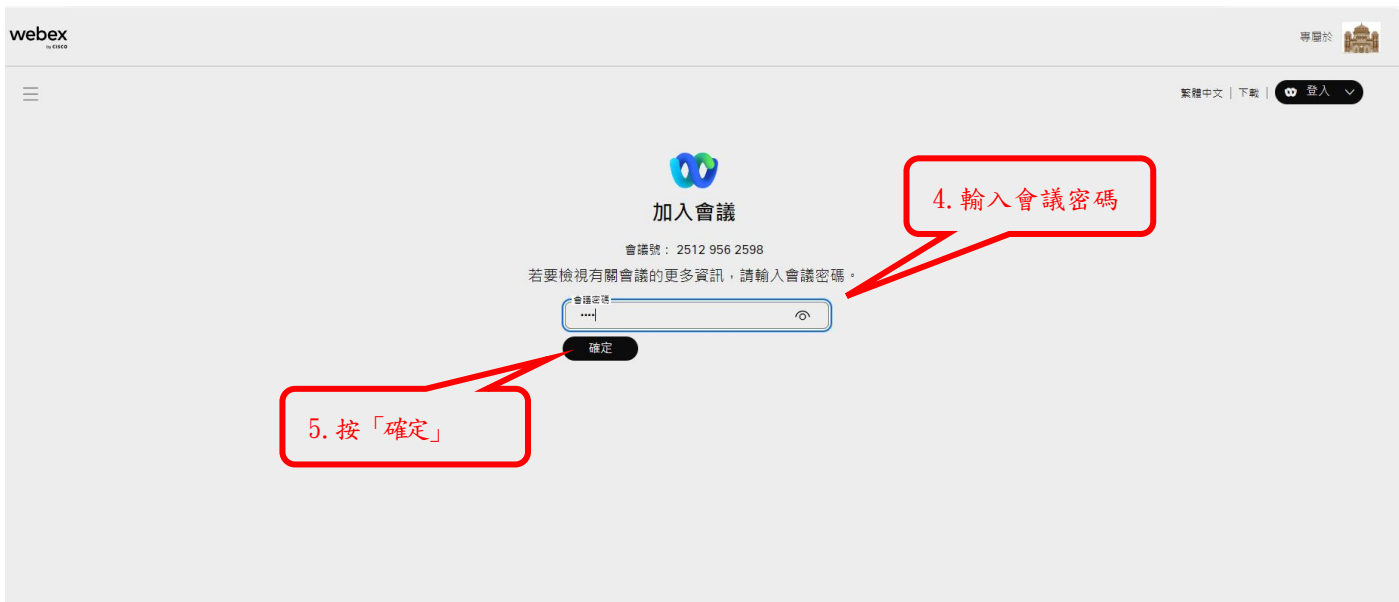 webex
by CISCO
專屬於
繁體中文 | 下載 | 登入
加入會議
4.輸入會議密碼
會議號： 2512 956 2598
若要檢視有關會議的更多資訊，請輸入會議密碼。
會議密碼
••••
確定
5.按「確定」